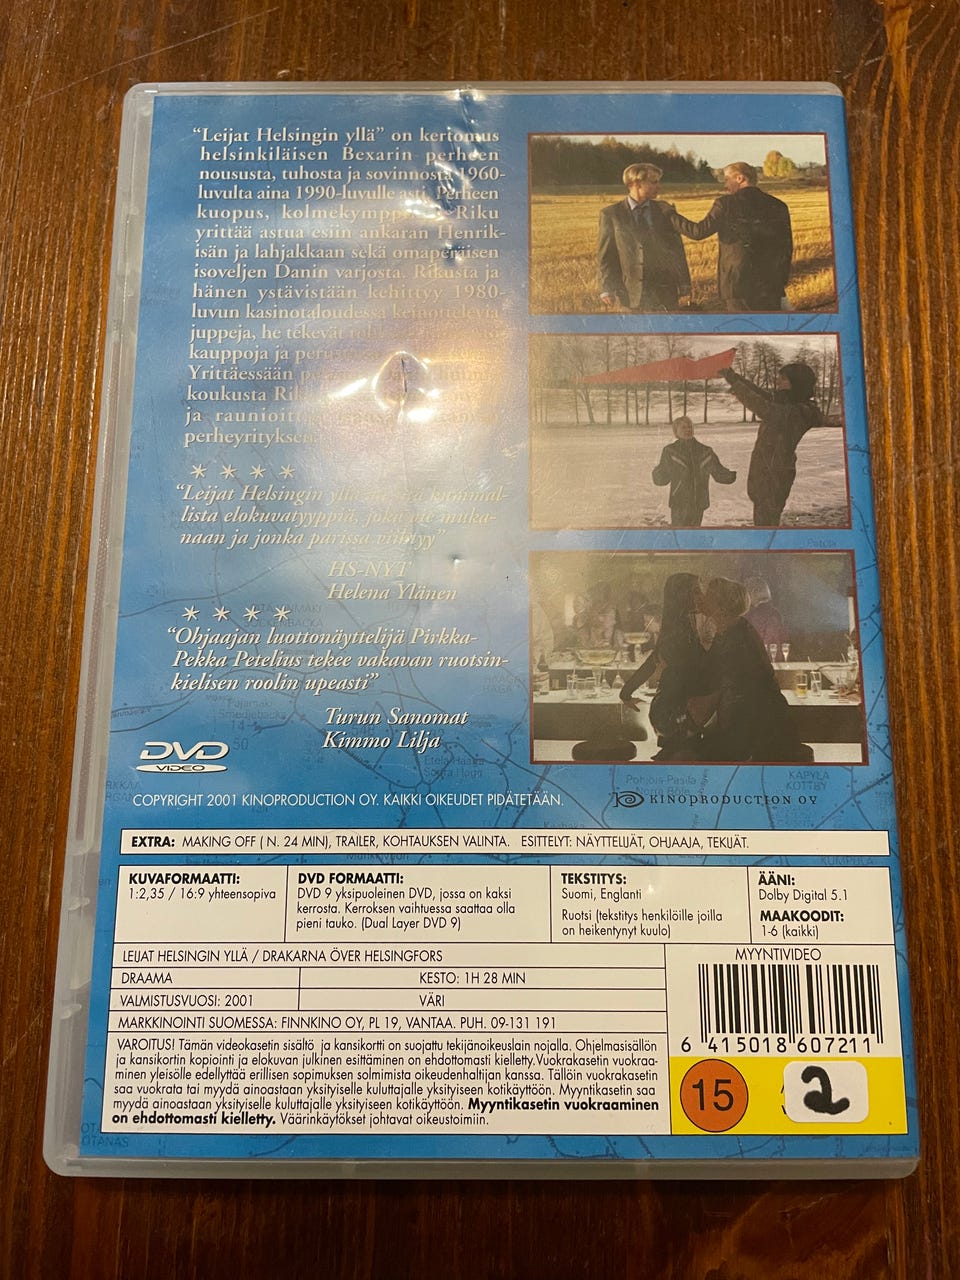 "Leijat Helsingin yllä" on kertomus
helsinkiläisen Bexarin perheen
noususta, tuhosta ja sovinnosta 1960-
luvulta aina 1990-luvulle asti. Perheen
kuopus, kolmekymppinen Riku
yrittää astua esiin ankaran Henrik-
isän ja lahjakkaan sekä omaperäisen
isoveljen Danin varjosta. Rikusta ja
hänen ystävistään kehittyy 1980-
luvun kasinotaloudessa keinottelevia
juppeja, he tekevät
kauppoja ja
Yrittäessään
koukusta
ja
perheyrityksen.
* * * *
"Leijat Helsingin yllä
lista elokuvatyyppiä, joka vie muka-
naan ja jonka parissa viihtyy"
HS-NYT
Helena Ylänen
* * * *
"Ohjaajan luottonäyttelijä Pirkka-
Pekka Petelius tekee vakavan ruotsin-
kielisen roolin upeasti"
Turun Sanomat
Kimmo Lilja
DVD
VIDEO
COPYRIGHT 2001 KINOPRODUCTION OY. KAIKKI OIKEUDET PIDÄTETÄÄN.
KINOPRODUCTION OY
EXTRA: MAKING OFF ( N. 24 MIN), TRAILER, KOHTAUKSEN VALINTA. ESITTELYT: NÄYTTELIJÄT, OHJAAJA, TEKIJÄT.
KUVAFORMAATTI:
1:2,35 / 16:9 yhteensopiva
DVD FORMAATTI:
DVD 9 yksipuoleinen DVD, jossa on kaksi
kerrosta. Kerroksen vaihtuessa saattaa olla
pieni tauko. (Dual Layer DVD 9)
TEKSTITYS:
Suomi, Englanti
Ruotsi (tekstitys henkilöille joilla
on heikentynyt kuulo)
ÄÄNI:
Dolby Digital 5.1
MAAKOODIT:
1-6 (kaikki)
LEIJAT HELSINGIN YLLÄ / DRAKARNA ÖVER HELSINGFORS
DRAAMA KESTO: 1H 28 MIN
VALMISTUSVUOSI: 2001 VÄRI
MARKKINOINTI SUOMESSA: FINNKINO OY, PL 19, VANTAA. PUH. 09-131 191
VAROITUS! Tämän videokasetin sisältö ja kansikortti on suojattu tekijänoikeuslain nojalla. Ohjelmasisällön
ja kansikortin kopiointi ja elokuvan julkinen esittäminen on ehdottomasti kielletty.Vuokrakasetin vuokraa-
minen yleisölle edellyttää erillisen sopimuksen solmimista oikeudenhaltijan kanssa. Tällöin vuokrakasetin
saa vuokrata tai myydä ainoastaan yksityiselle kuluttajalle yksityiseen kotikäyttöön. Myyntikasetin saa
myydä ainoastaan yksityiselle kuluttajalle yksityiseen kotikäyttöön. Myyntikasetin vuokraaminen
on ehdottomasti kielletty. Väärinkäytökset johtavat oikeustoimiin.
MYYNTIVIDEO
6 415018 607211
15
2